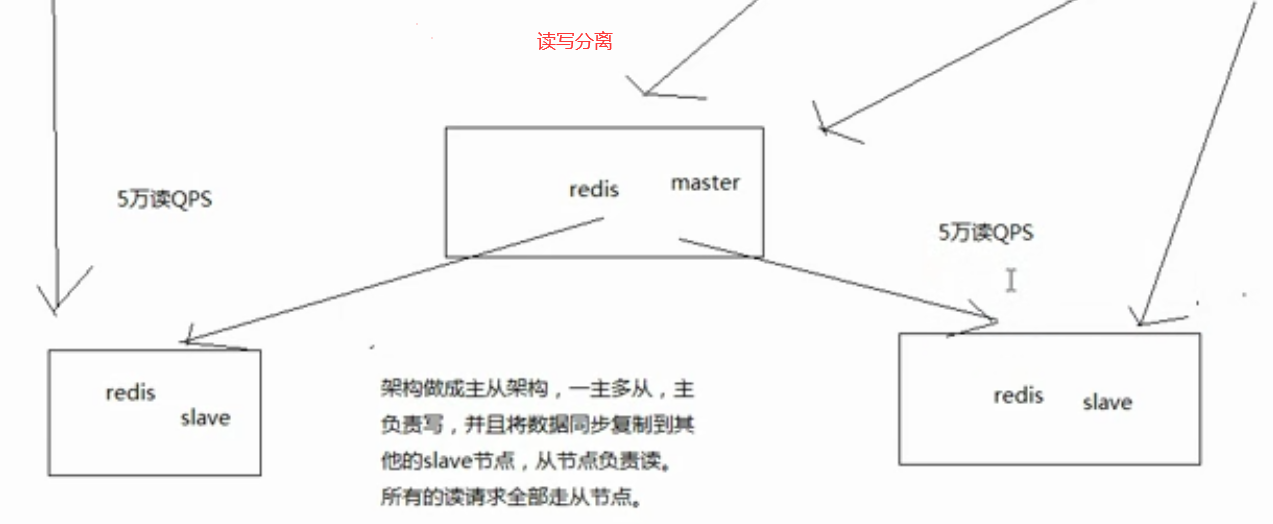 读写分离
redis
master
5万读QPS
5万读QPS
redis
slave
架构做成主从架构，一主多从，主
负责写，并且将数据同步复制到其
他的slave节点，从节点负责读。
所有的读请求全部走从节点。
redis
slave